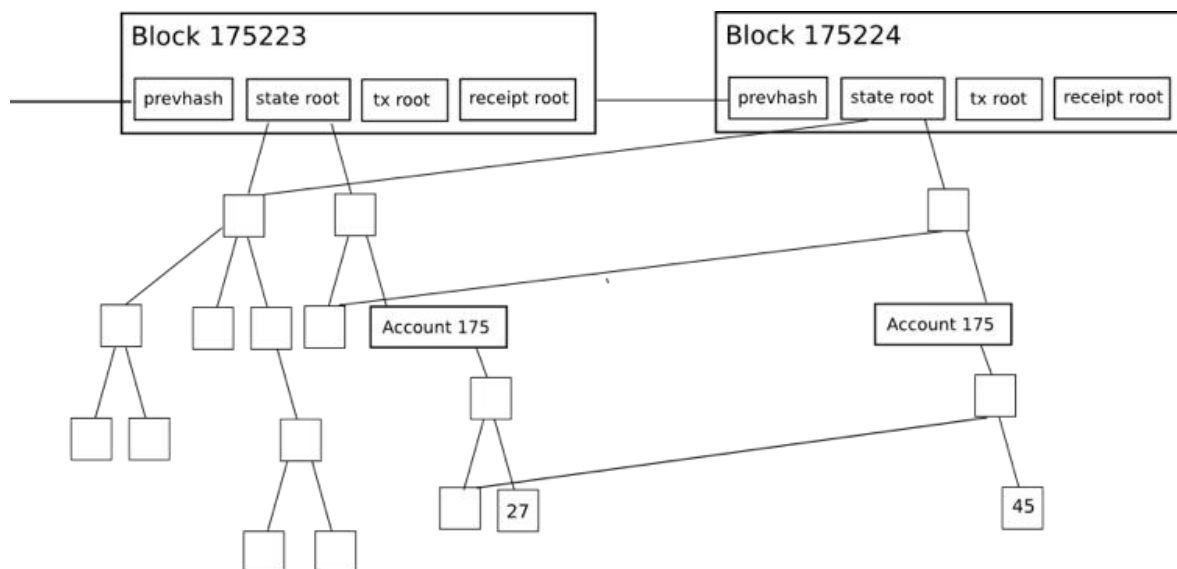 Block 175223
prevhash
state root
tx root
receipt root
Block 175224
prevhash
state root
tx root
receipt root
Account 175
27
Account 175
45